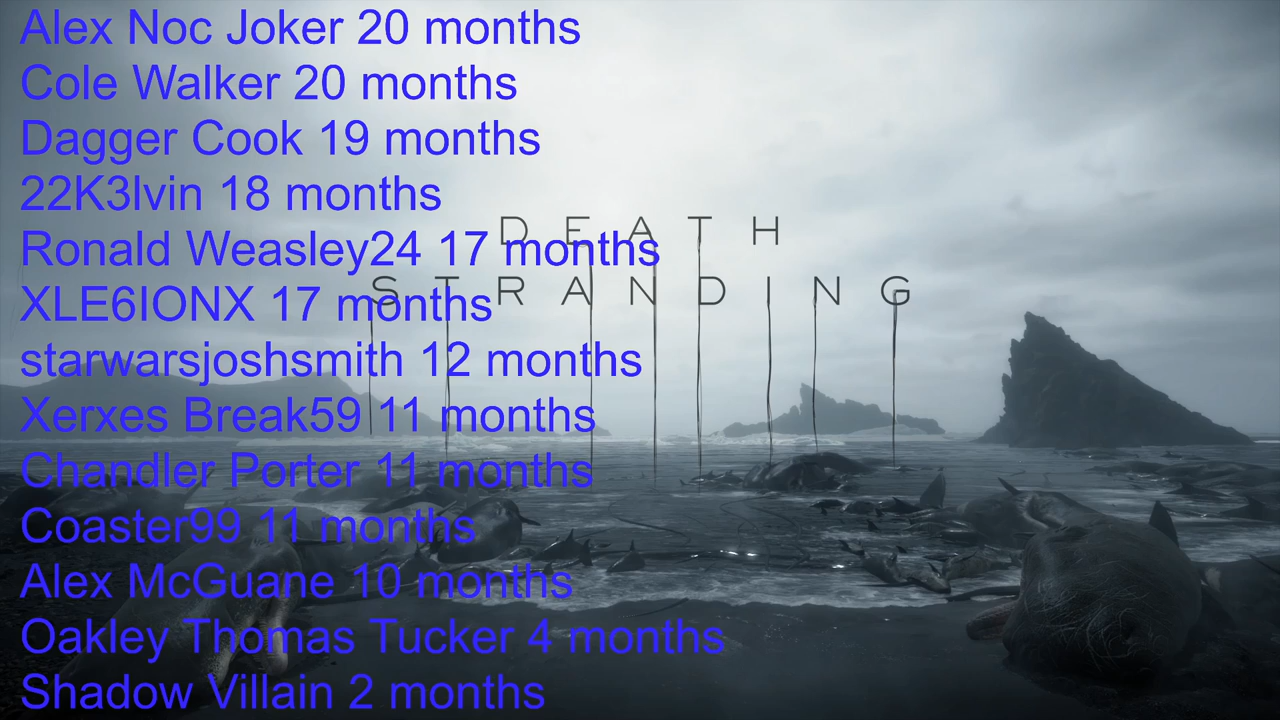 Alex Noc Joker 20 months
Cole Walker 20 months
Dagger Cook 19 months
22K3lvin 18 months
DEATH
Ronald Weasley24 17 months
STRANDING
XLE6IONX 17 months
starwarsjoshsmith 12 months
Xerxes Break59 11 months
Chandler Porter 11 months
Coaster99 11 months
Alex McGuane 10 months
Oakley Thomas Tucker 4 months
Shadow Villain 2 months